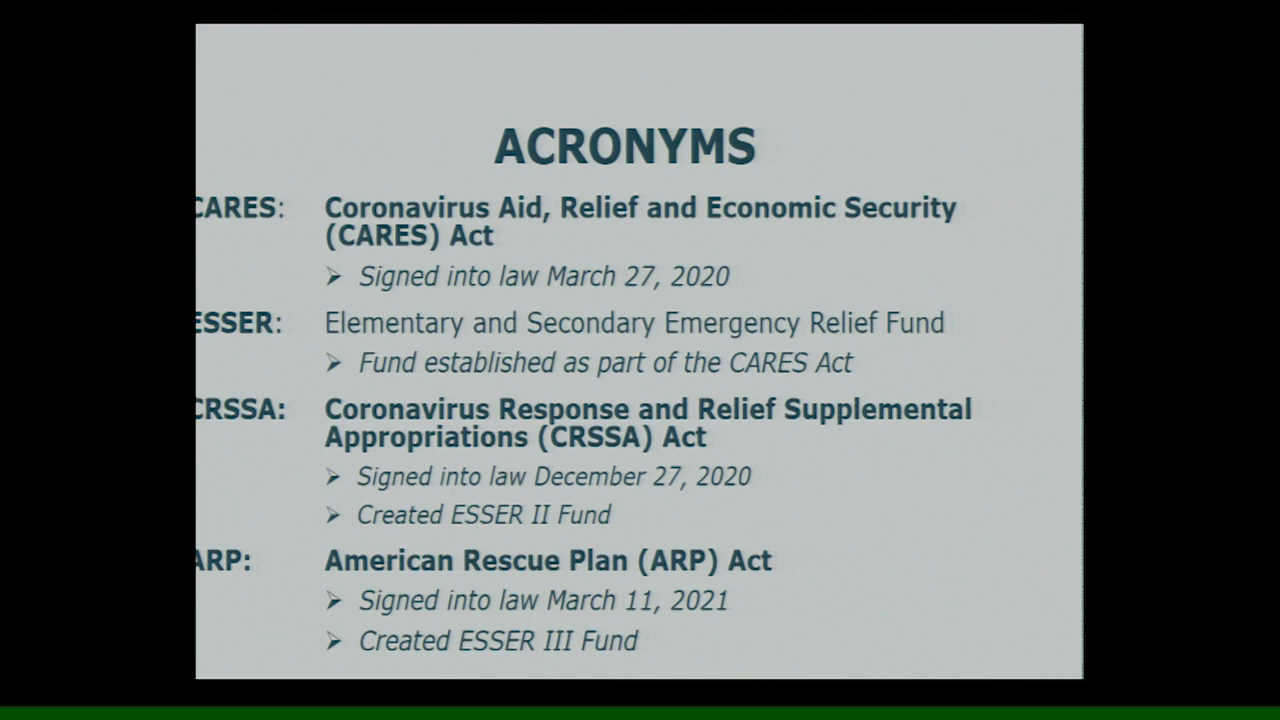 ACRONYMS
CARES: Coronavirus Aid, Relief and Economic Security
(CARES) Act
➢ Signed into law March 27, 2020
ESSER: Elementary and Secondary Emergency Relief Fund
➢ Fund established as part of the CARES Act
CRSSA: Coronavirus Response and Relief Supplemental
Appropriations (CRSSA) Act
➢ Signed into law December 27, 2020
➢ Created ESSER II Fund
ARP: American Rescue Plan (ARP) Act
➢ Signed into law March 11, 2021
➢ Created ESSER III Fund